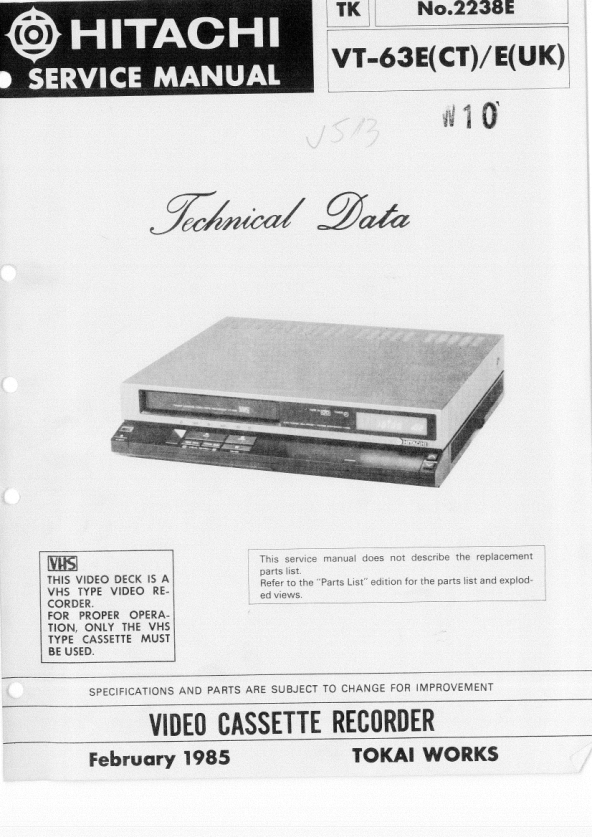 HITACHI
SERVICE MANUAL
TK
No.2238E
VT-63E(CT)/E(UK)
W10
VSB
Technical Data
VHS
HITACHI
VHS
THIS VIDEO DECK IS A
VHS TYPE VIDEO RE-
CORDER.
FOR PROPER OPERA-
TION, ONLY THE VHS
TYPE CASSETTE MUST
BE USED.
This service manual does not describe the replacement
parts list.
Refer to the "Parts List" edition for the parts list and explod-
ed views.
SPECIFICATIONS AND PARTS ARE SUBJECT TO CHANGE FOR IMPROVEMENT
VIDEO CASSETTE RECORDER
February 1985
TOKAI WORKS